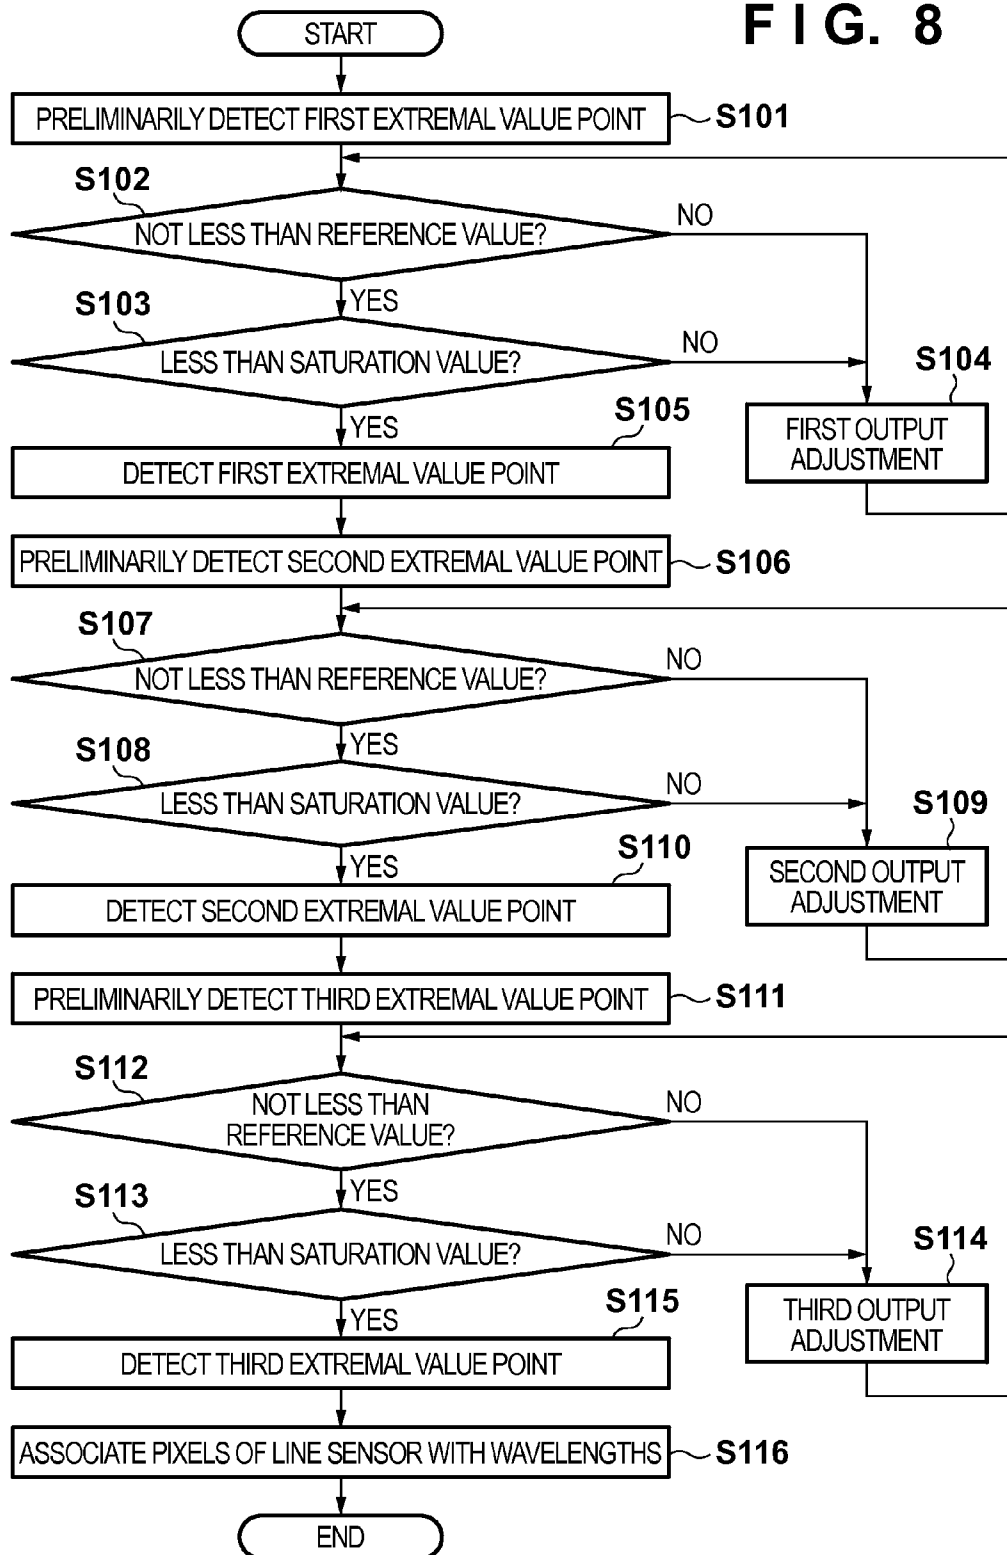 FIG. 8
START
PRELIMINARILY DETECT FIRST EXTREMAL VALUE POINT
S101
S102
NOT LESS THAN REFERENCE VALUE?
NO
YES
S103
LESS THAN SATURATION VALUE?
NO
YES
S104
FIRST OUTPUT
ADJUSTMENT
S105
DETECT FIRST EXTREMAL VALUE POINT
PRELIMINARILY DETECT SECOND EXTREMAL VALUE POINT
S106
S107
NOT LESS THAN REFERENCE VALUE?
NO
YES
S108
LESS THAN SATURATION VALUE?
NO
YES
S109
SECOND OUTPUT
ADJUSTMENT
S110
DETECT SECOND EXTREMAL VALUE POINT
PRELIMINARILY DETECT THIRD EXTREMAL VALUE POINT
S111
S112
NOT LESS THAN
REFERENCE VALUE?
NO
YES
S113
LESS THAN SATURATION VALUE?
NO
YES
S114
THIRD OUTPUT
ADJUSTMENT
S115
DETECT THIRD EXTREMAL VALUE POINT
ASSOCIATE PIXELS OF LINE SENSOR WITH WAVELENGTHS
S116
END